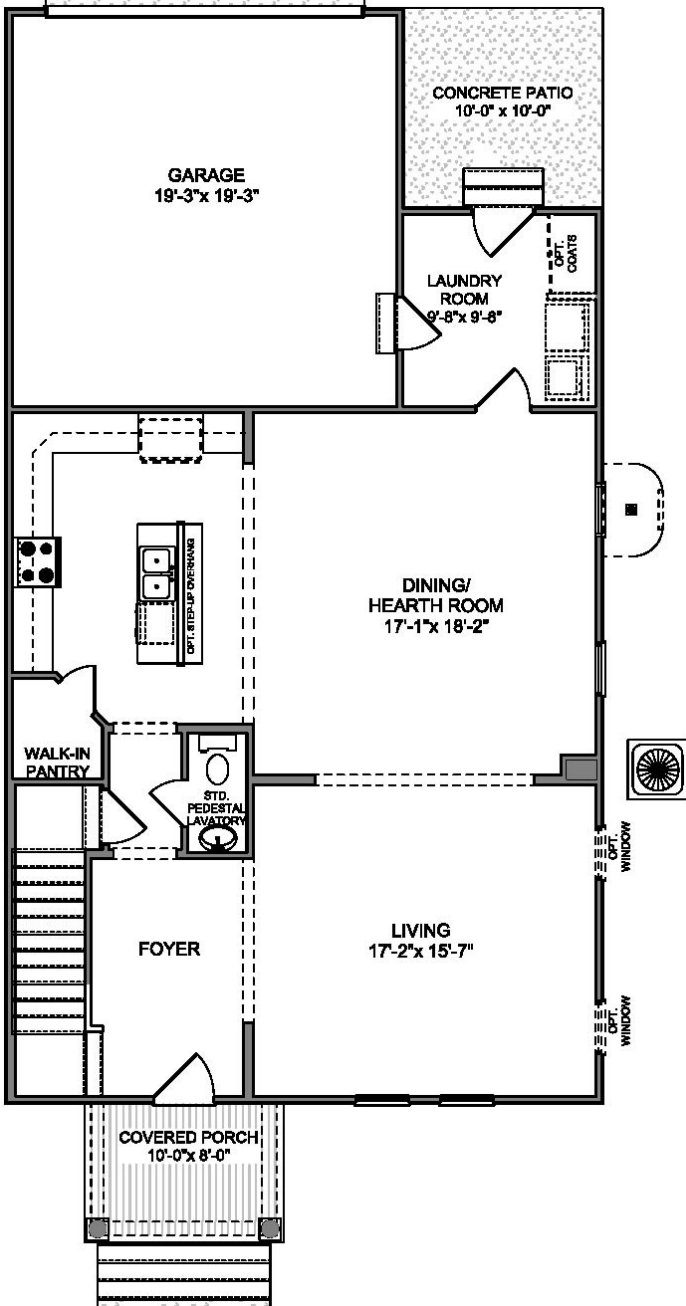 CONCRETE PATIO
10'-0" x 10'-0"
GARAGE
19'-3"x 19'-3"
OPT.
COATS
LAUNDRY
ROOM
9'-8"x 9'-8"
OPT. STEP-UP OVERHANG
DINING/
HEARTH ROOM
17'-1"x 18'-2"
WALK-IN
PANTRY
STD.
PEDESTAL
LAVATORY
OPT.
WINDOW
FOYER
LIVING
17'-2"x 15'-7"
OPT.
WINDOW
COVERED PORCH
10'-0"x 8'-0"